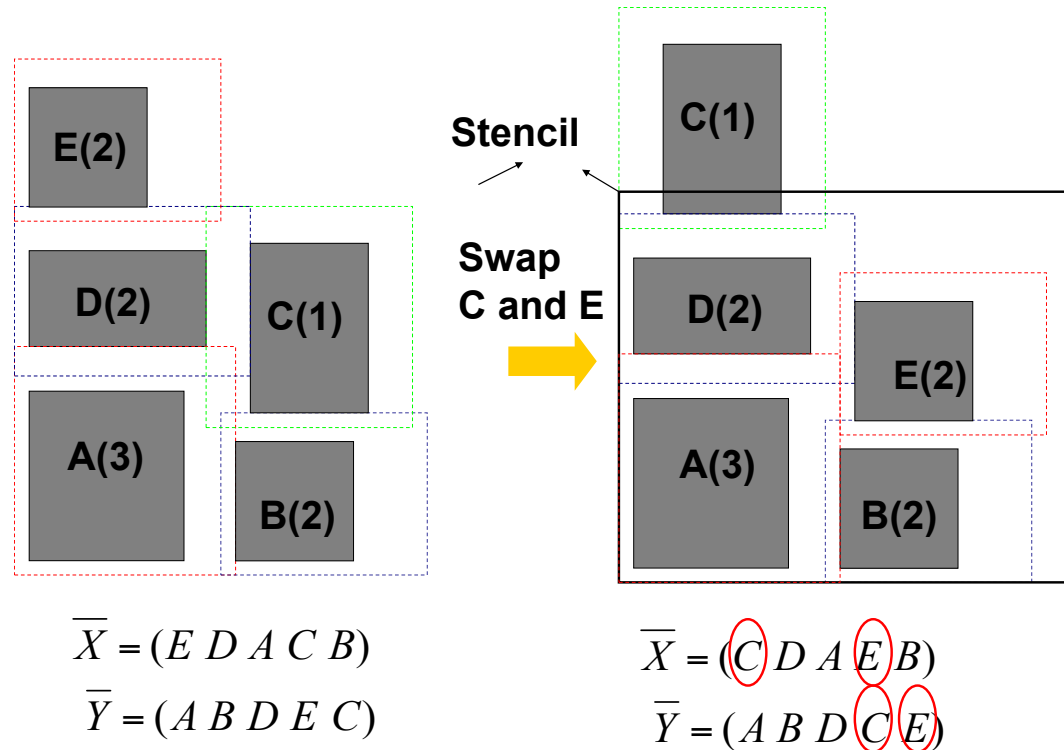 E(2)
D(2)
C(1)
A(3)
B(2)
Stencil
Swap
C and E
C(1)
D(2)
E(2)
A(3)
B(2)
X̅ = (E D A C B)
Y̅ = (A B D E C)
X̅ = (C D A E B)
Y̅ = (A B D C E)